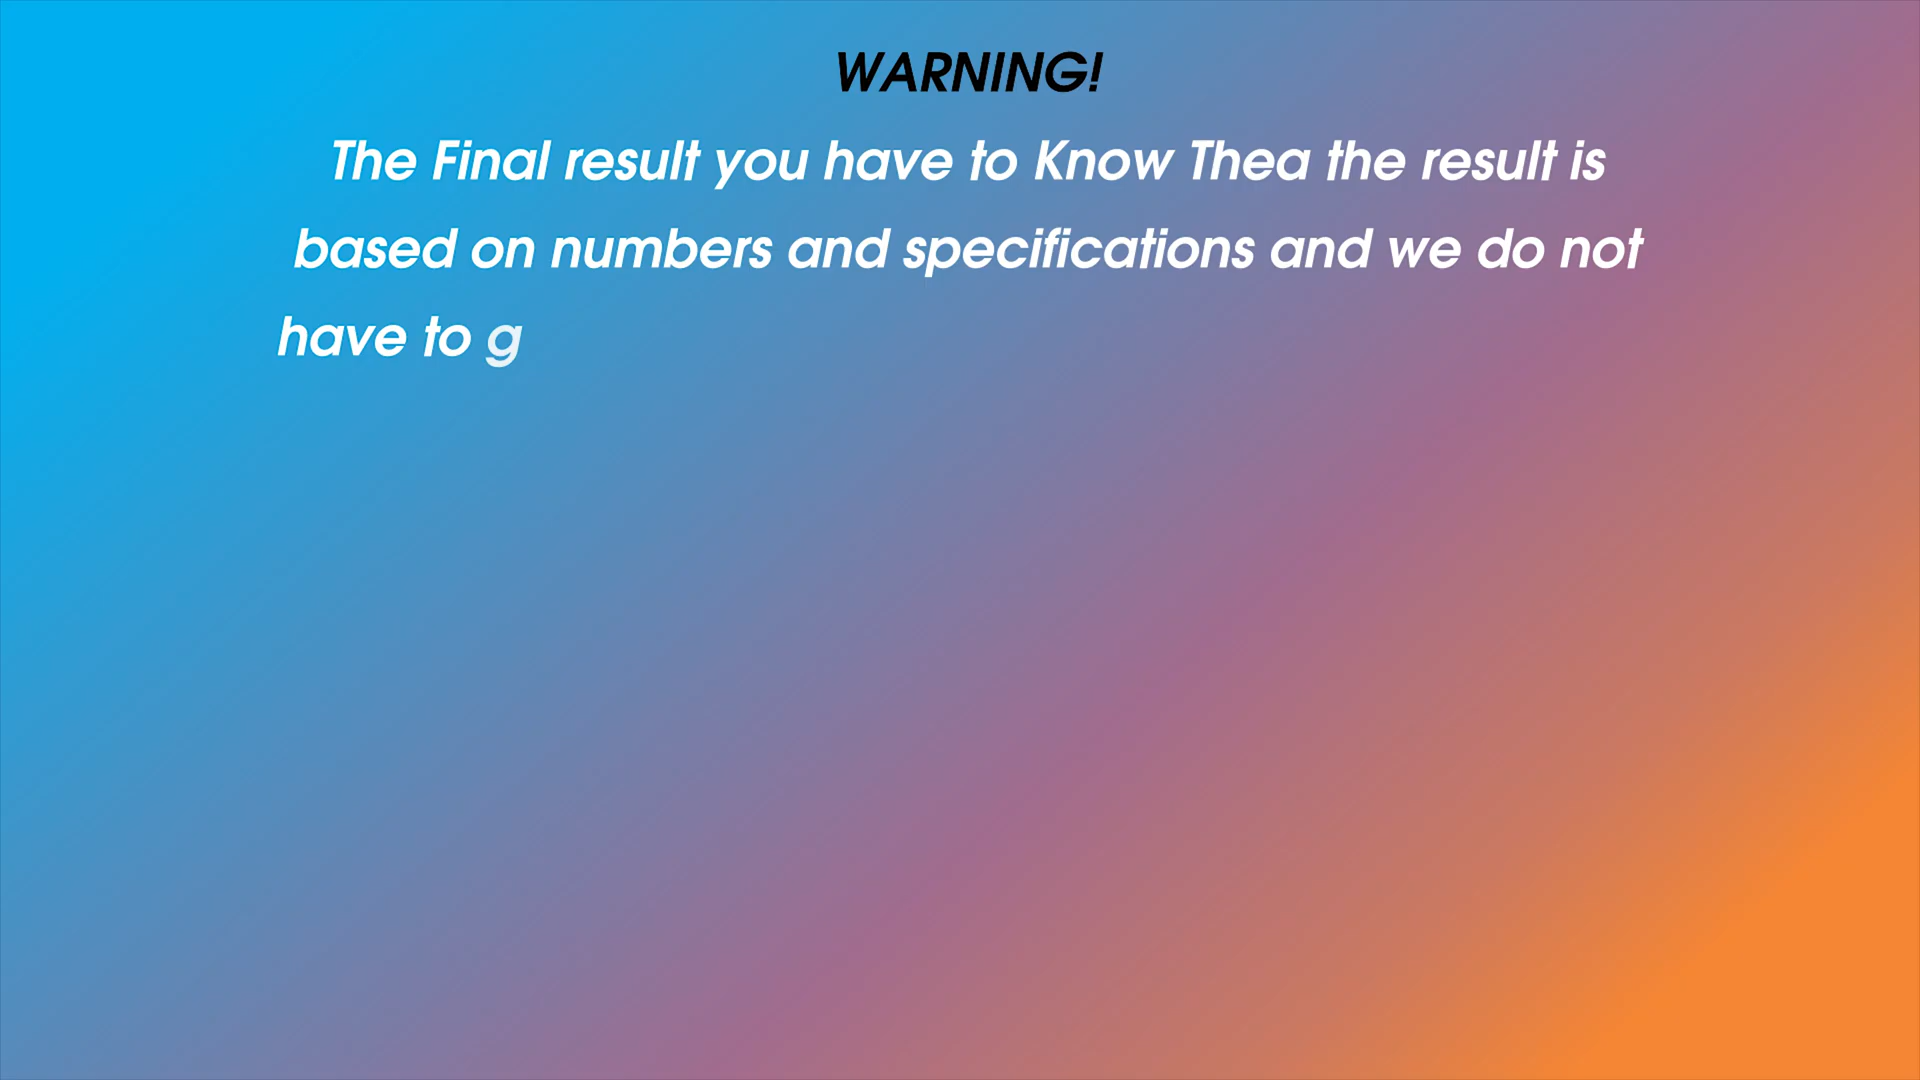 WARNING!
The Final result you have to Know Thea the result is
based on numbers and specifications and we do not
have to g